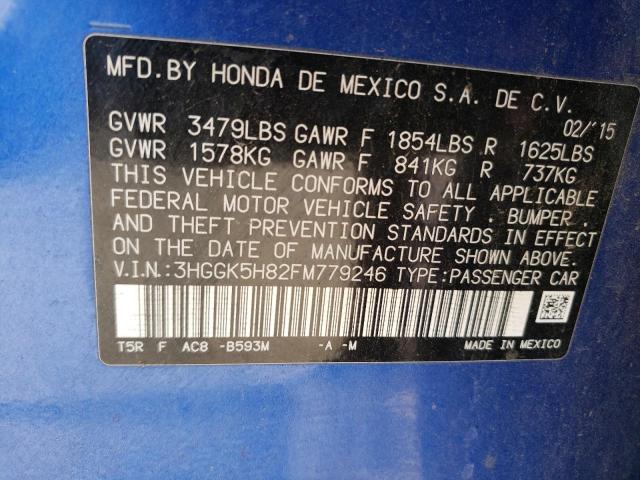 MFD.BY HONDA DE MEXICO S.A. DE C.V.
02/'15
GVWR 3479LBS GAWR F 1854LBS R 1625LBS
GVWR 1578KG GAWR F 841KG R 737KG
THIS VEHICLE CONFORMS TO ALL APPLICABLE
FEDERAL MOTOR VEHICLE SAFETY , BUMPER ,
AND THEFT PREVENTION STANDARDS IN EFFECT
ON THE DATE OF MANUFACTURE SHOWN ABOVE.
V.I.N.:3HGGK5H82FM779246 TYPE:PASSENGER CAR
T5R F AC8 -B593M -A -M MADE IN MEXICO